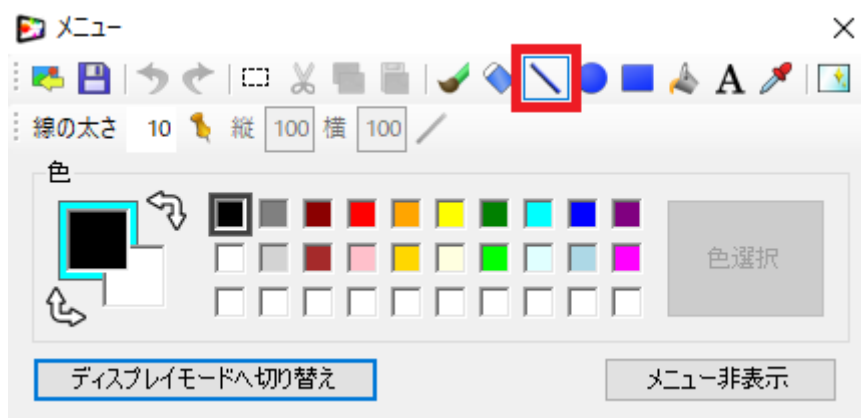 メニュー
A
線の太さ 10 縦 100 横 100
色
色選択
ディスプレイモードへ切り替え メニュー非表示